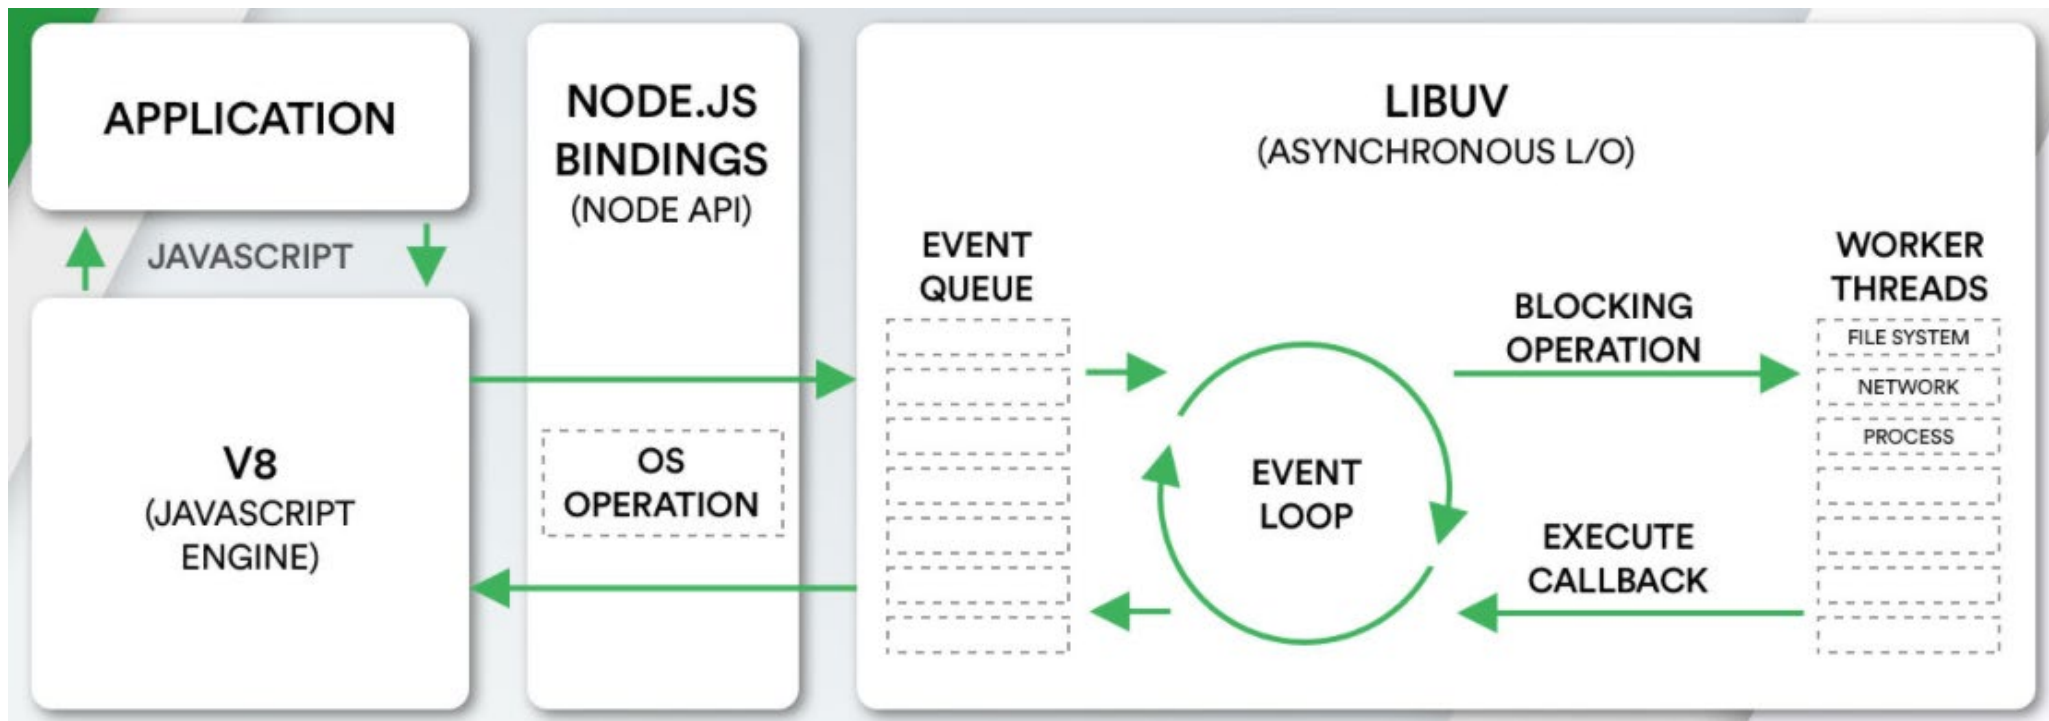 APPLICATION
JAVASCRIPT
V8
(JAVASCRIPT
ENGINE)
NODE.JS
BINDINGS
(NODE API)
OS
OPERATION
LIBUV
(ASYNCHRONOUS L/O)
EVENT
QUEUE
EVENT
LOOP
BLOCKING
OPERATION
EXECUTE
CALLBACK
WORKER
THREADS
FILE SYSTEM
NETWORK
PROCESS